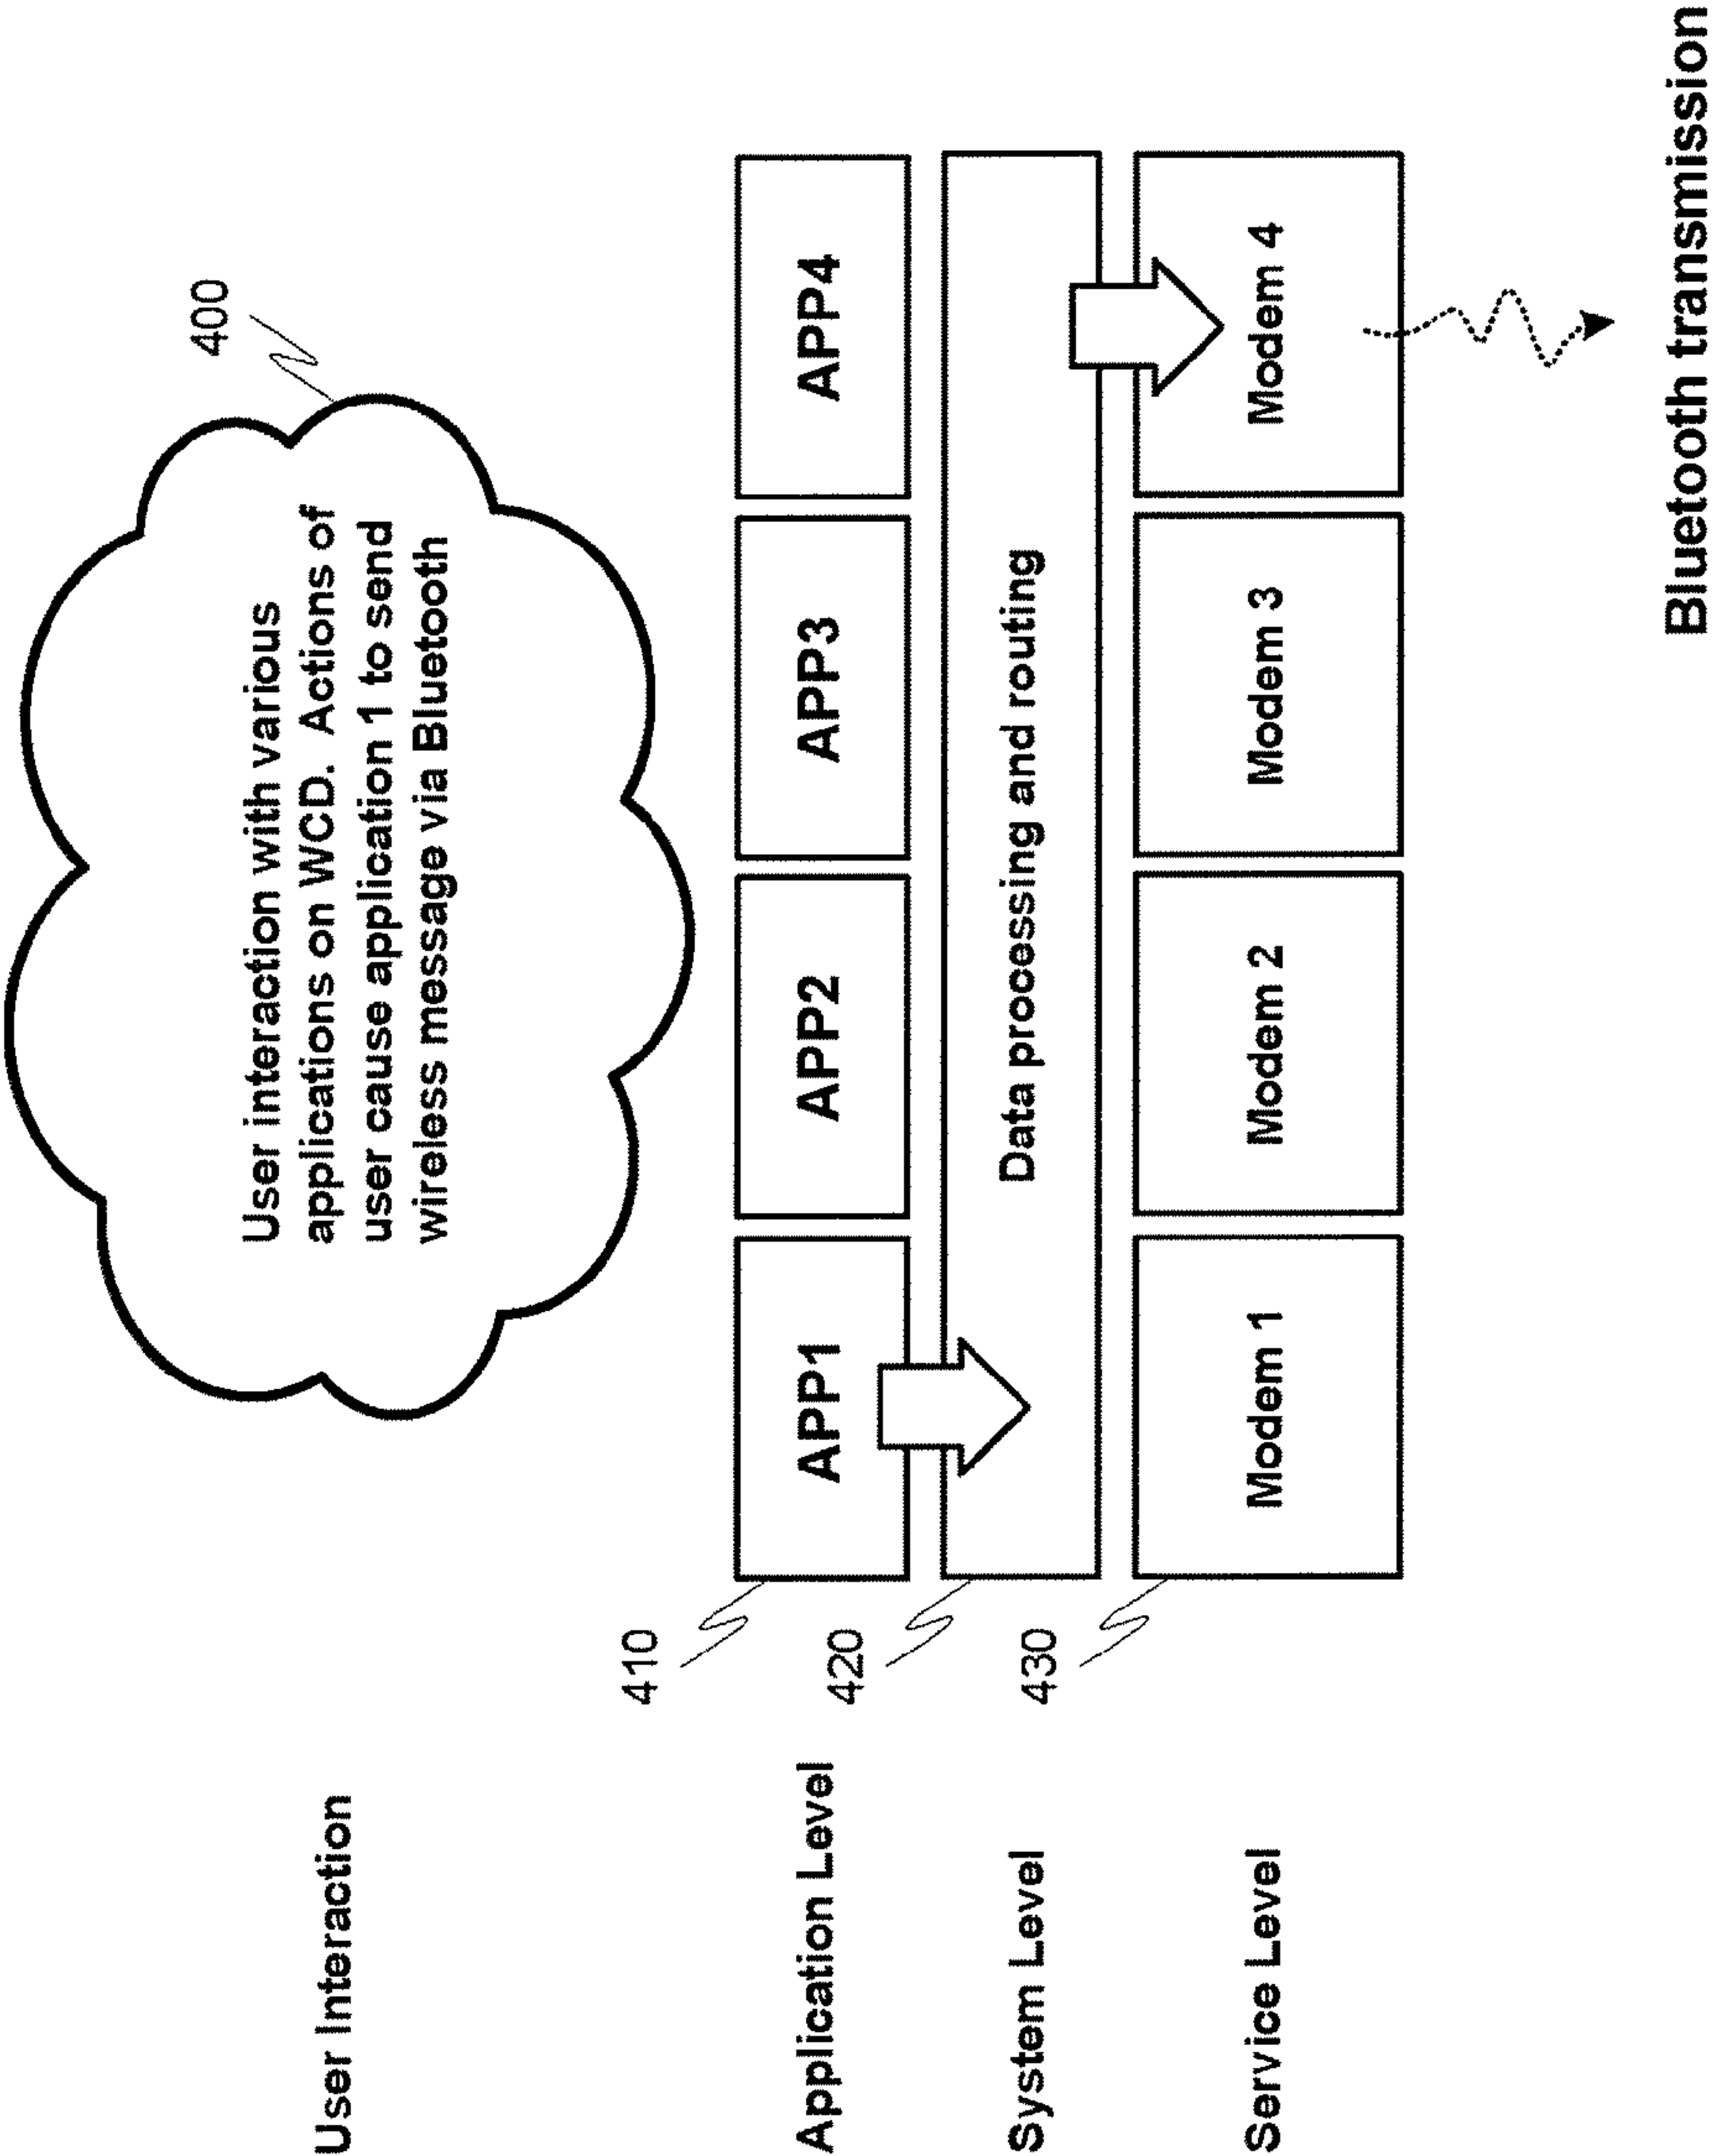 User Interaction
400
User interaction with various
applications on WCD. Actions of
user cause application 1 to send
wireless message via Bluetooth
Application Level
410
APP1
APP2
APP3
APP4
System Level
420
Data processing and routing
Service Level
430
Modem 1
Modem 2
Modem 3
Modem 4
Bluetooth transmission